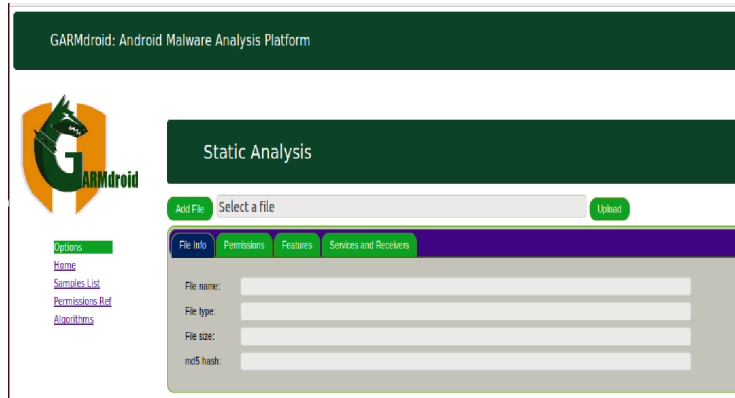 GARMdroid: Android Malware Analysis Platform
GARMdroid
Static Analysis
Add File Select a file Upload
Options
Home
Samples List
Permissions Ref
Algorithms
File Info Permissions Features Services and Receivers
File name:
File type:
File size:
md5 hash: